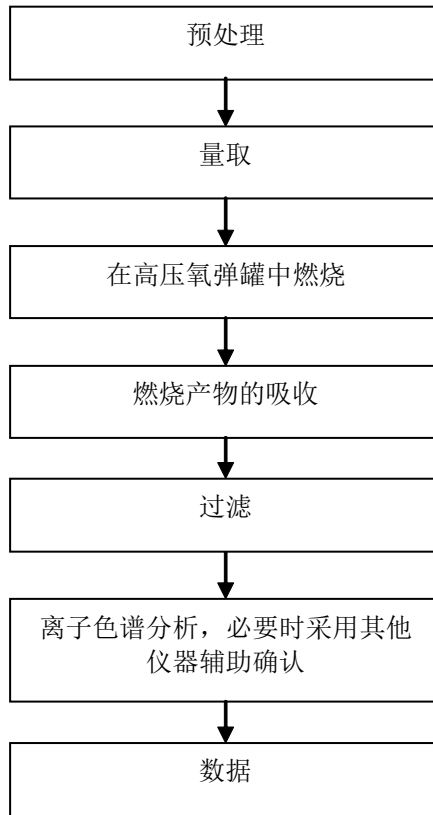 预处理
量取
在高压氧弹罐中燃烧
燃烧产物的吸收
过滤
离子色谱分析，必要时采用其他
仪器辅助确认
数据